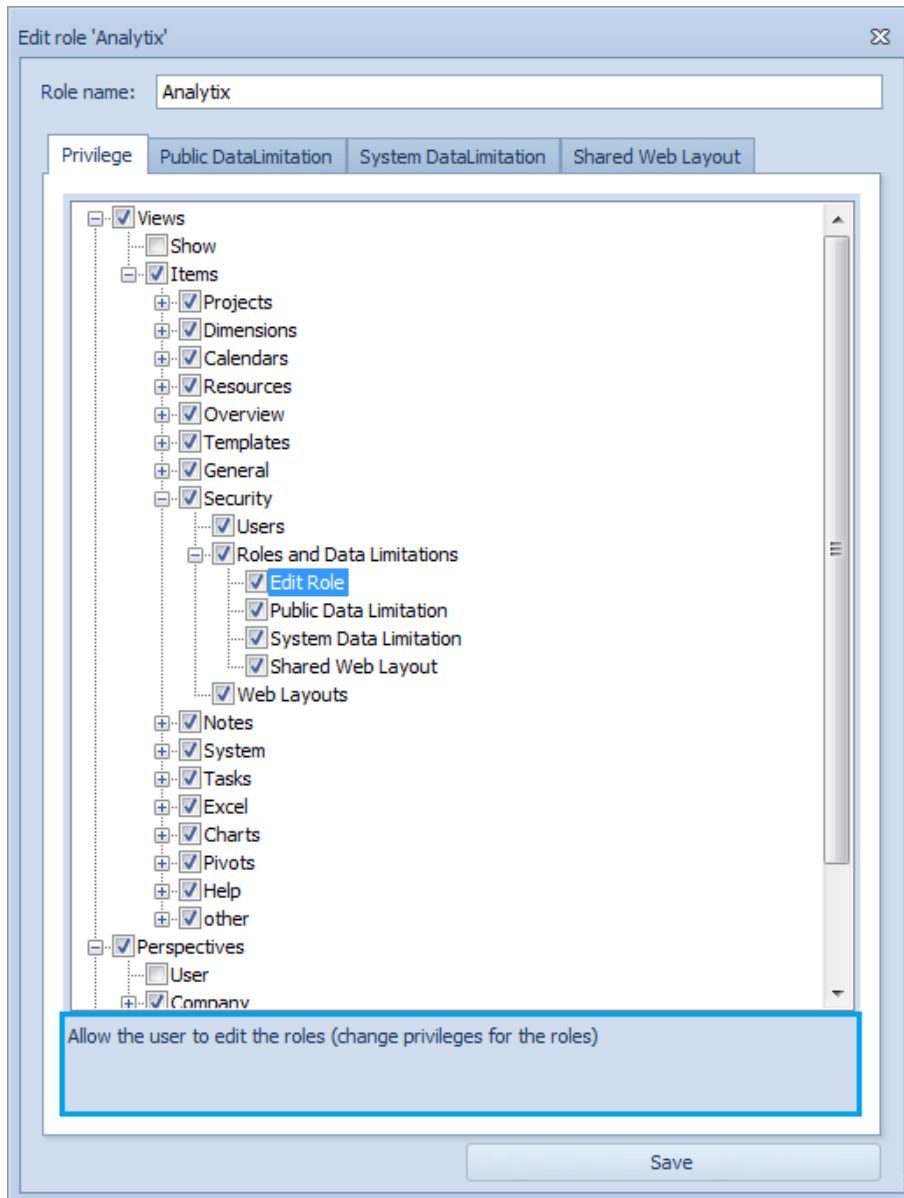 Edit role 'Analytix'
Role name: Analytix
Privilege Public DataLimitation System DataLimitation Shared Web Layout
Views
Show
Items
Projects
Dimensions
Calendars
Resources
Overview
Templates
General
Security
Users
Roles and Data Limitations
Edit Role
Public Data Limitation
System Data Limitation
Shared Web Layout
Web Layouts
Notes
System
Tasks
Excel
Charts
Pivots
Help
other
Perspectives
User
Company
Allow the user to edit the roles (change privileges for the roles)
Save